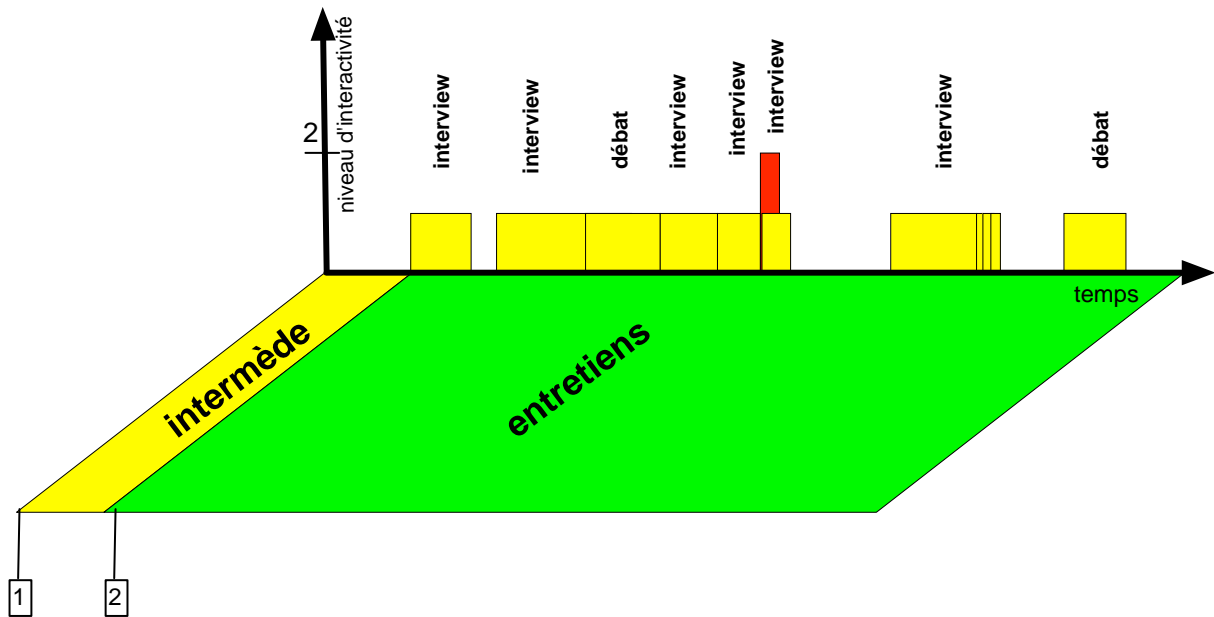 niveau d'interactivité
2
interview
interview
débat
interview
interview
interview
interview
débat
temps
intermède
entretiens
1
2